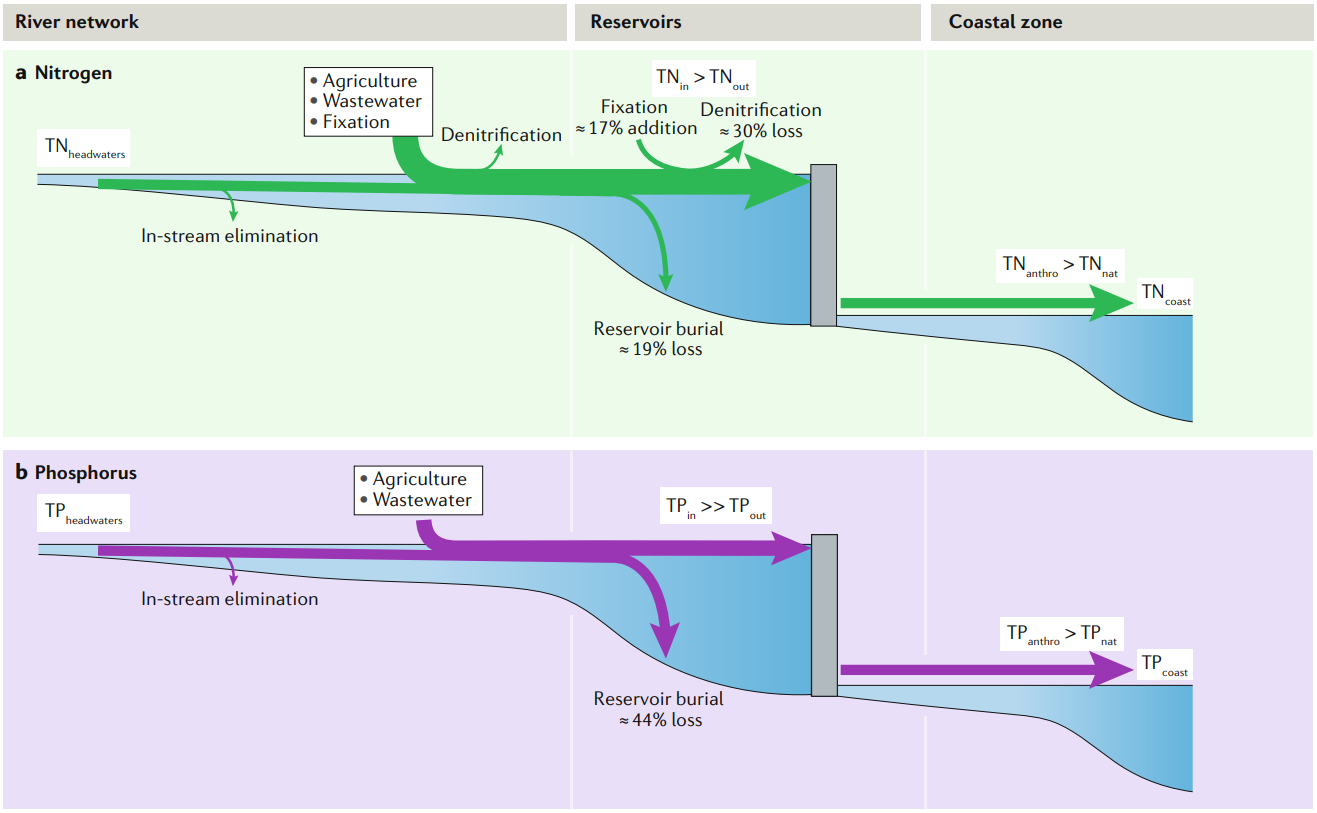 River network
Reservoirs
Coastal zone
a Nitrogen
• Agriculture
• Wastewater
• Fixation
TNin > TNout
Fixation
≈ 17% addition
Denitrification
≈ 30% loss
Denitrification
TNheadwaters
In-stream elimination
Reservoir burial
≈ 19% loss
TNanthro > TNnat
TNcoast
b Phosphorus
• Agriculture
• Wastewater
TPheadwaters
TPin >> TPout
In-stream elimination
Reservoir burial
≈ 44% loss
TPanthro > TPnat
TPcoast